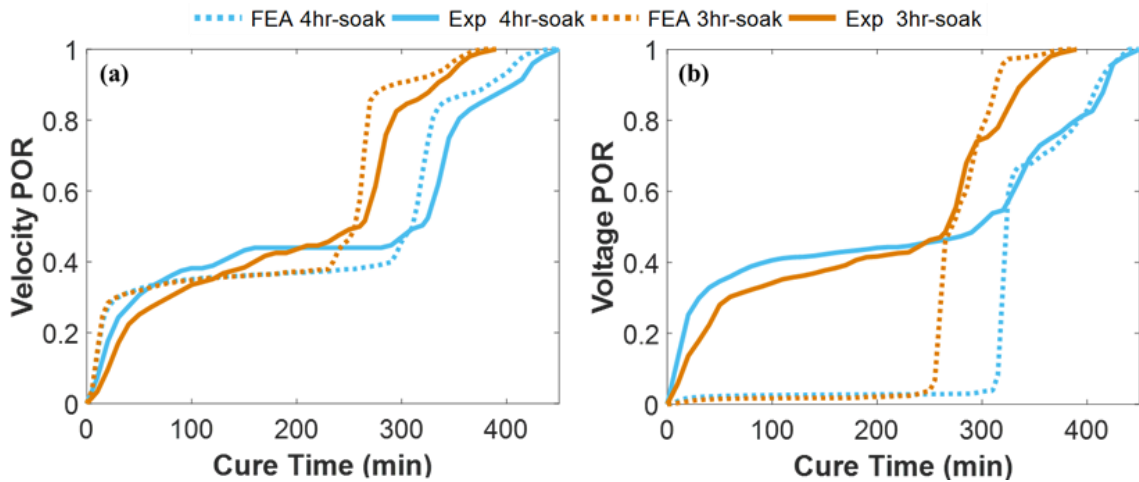 FEA 4hr-soak Exp 4hr-soak FEA 3hr-soak Exp 3hr-soak
(a)
Velocity POR
1
0.8
0.6
0.4
0.2
0
0 100 200 300 400
Cure Time (min)
(b)
Voltage POR
1
0.8
0.6
0.4
0.2
0
0 100 200 300 400
Cure Time (min)